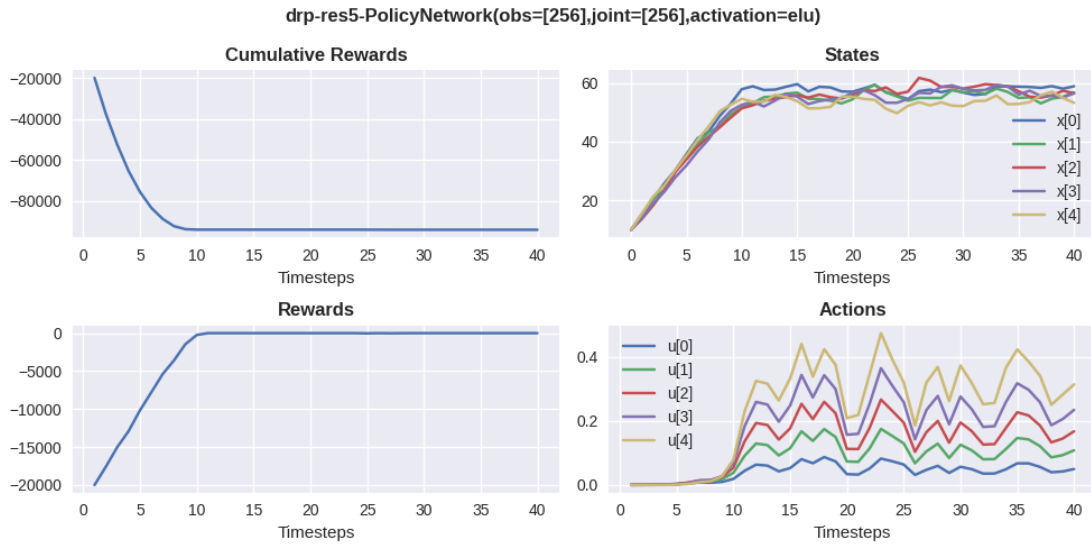 drp-res5-PolicyNetwork(obs=[256],joint=[256],activation=elu)
Cumulative Rewards
−20000
−40000
−60000
−80000
0 5 10 15 20 25 30 35 40
Timesteps
States
60
40
20
x[0]
x[1]
x[2]
x[3]
x[4]
0 5 10 15 20 25 30 35 40
Timesteps
Rewards
0
−5000
−10000
−15000
−20000
0 5 10 15 20 25 30 35 40
Timesteps
Actions
0.4
0.2
0.0
u[0]
u[1]
u[2]
u[3]
u[4]
0 5 10 15 20 25 30 35 40
Timesteps